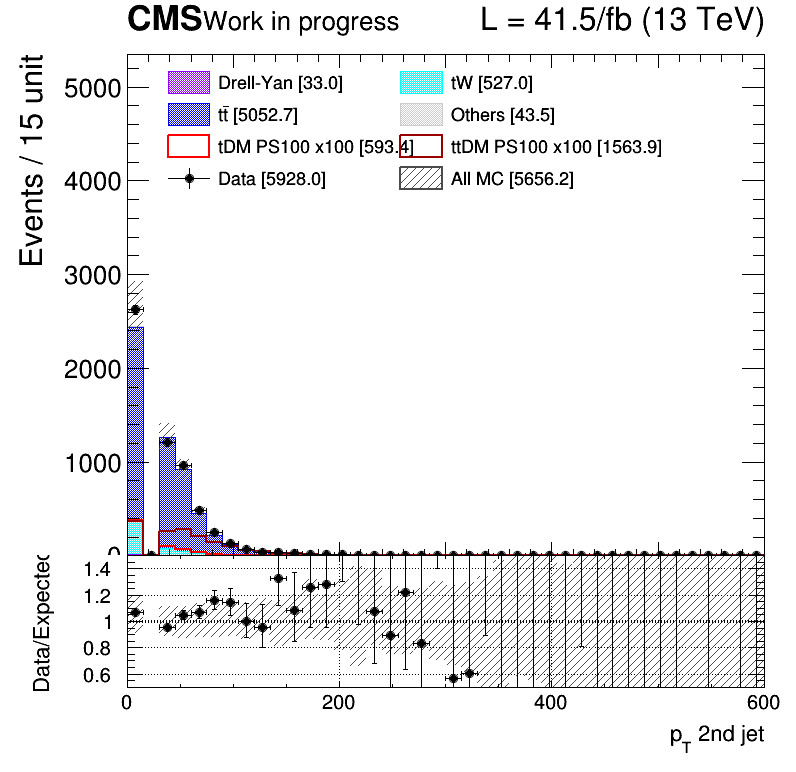 CMS Work in progress L = 41.5/fb (13 TeV)
Events / 15 unit
5000
4000
3000
2000
1000
0
Drell-Yan [33.0]
tW [527.0]
tt̄ [5052.7]
Others [43.5]
tDM PS100 x100 [593.4]
ttDM PS100 x100 [1563.9]
Data [5928.0]
All MC [5656.2]
Data/Expected
1.4
1.2
1
0.8
0.6
0 200 400 600
p_T 2nd jet